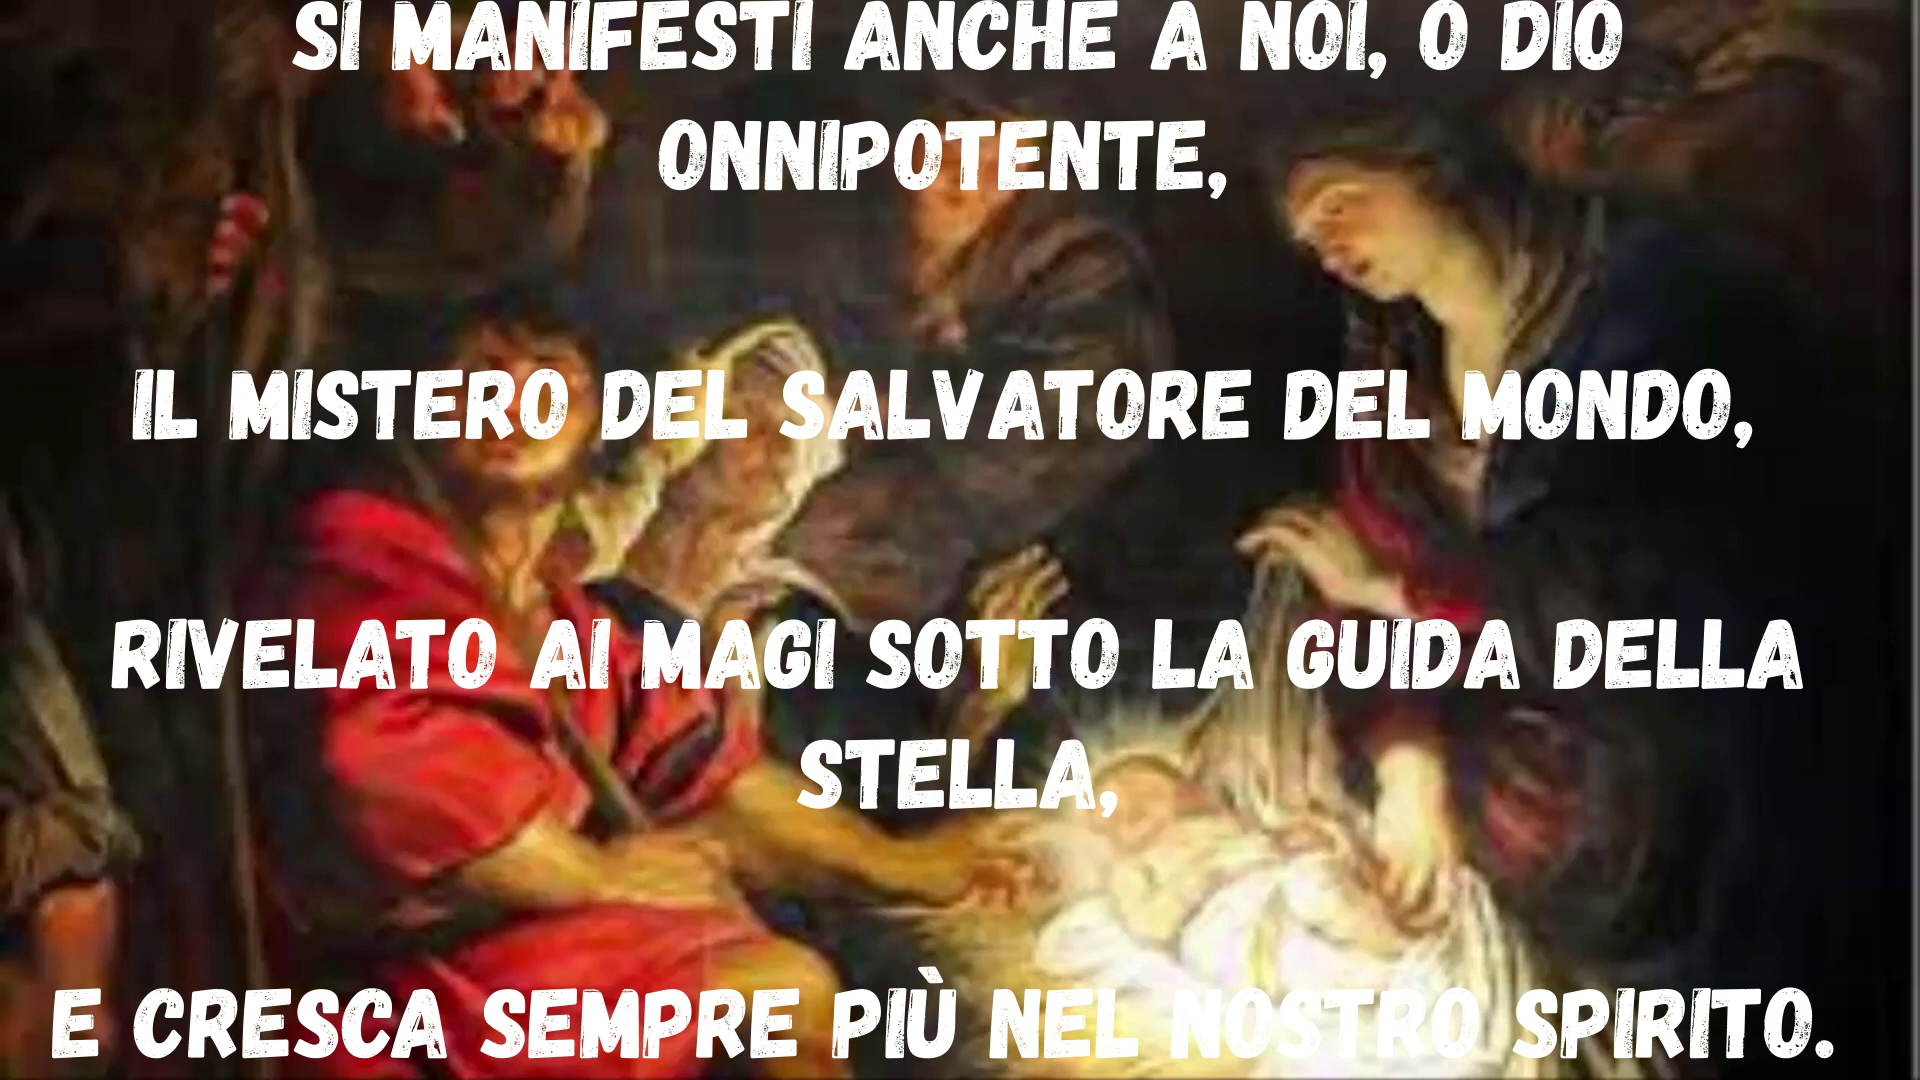 SI MANIFESTI ANCHE A NOI, O DIO
ONNIPOTENTE,
IL MISTERO DEL SALVATORE DEL MONDO,
RIVELATO AI MAGI SOTTO LA GUIDA DELLA
STELLA,
E CRESCA SEMPRE PIÙ NEL NOSTRO SPIRITO.